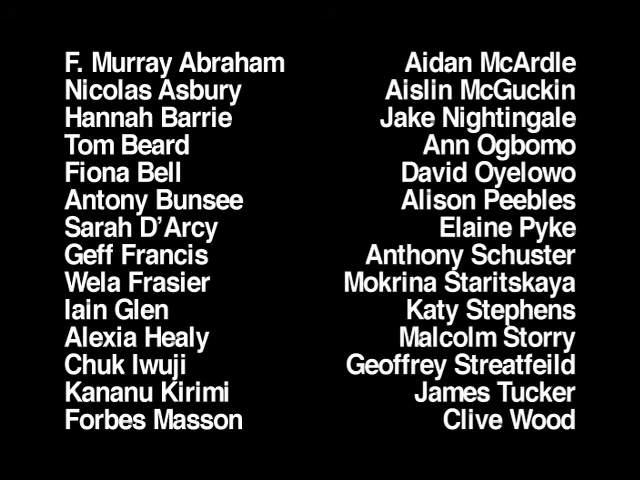 F. Murray Abraham
Nicolas Asbury
Hannah Barrie
Tom Beard
Fiona Bell
Antony Bunsee
Sarah D'Arcy
Geff Francis
Wela Frasier
Iain Glen
Alexia Healy
Chuk Iwuji
Kananu Kirimi
Forbes Masson
Aidan McArdle
Aislin McGuckin
Jake Nightingale
Ann Ogbomo
David Oyelowo
Alison Peebles
Elaine Pyke
Anthony Schuster
Mokrina Staritskaya
Katy Stephens
Malcolm Storry
Geoffrey Streatfeild
James Tucker
Clive Wood